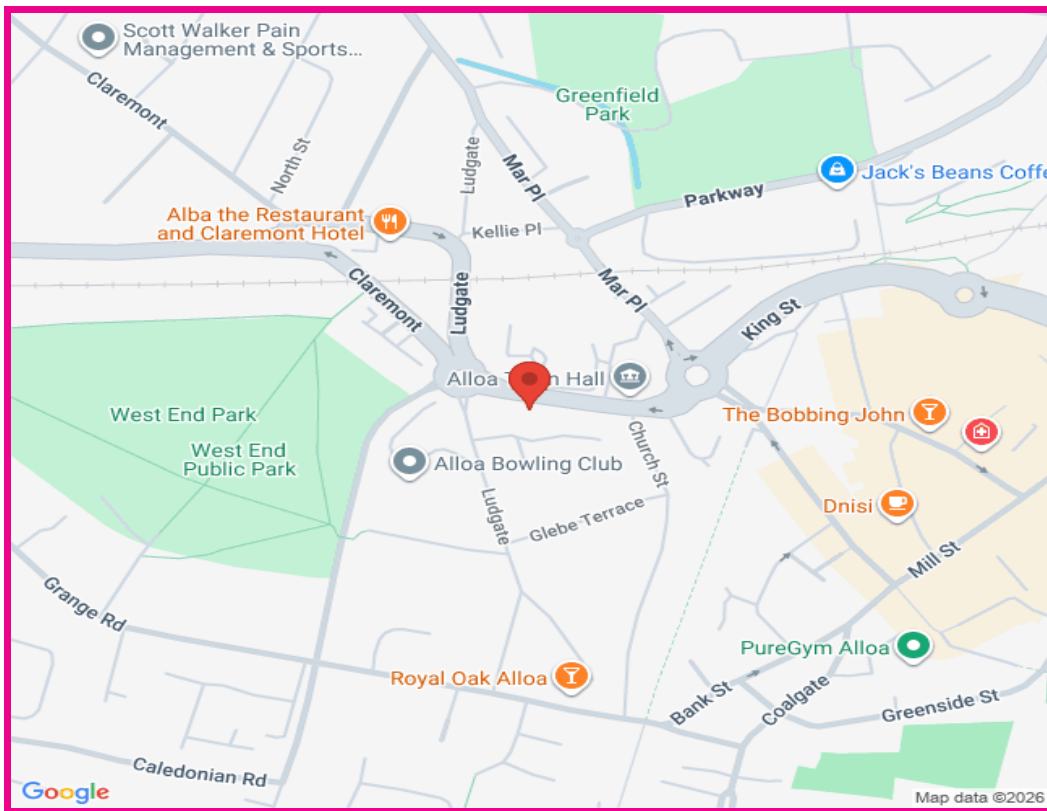 Scott Walker Pain
Management & Sports...
Claremont
North St
Ludgate
Greenfield
Park
Mar Pl
Parkway
Jack's Beans Coffe
Alba the Restaurant
and Claremont Hotel
Kellie Pl
Claremont
Ludgate
Mar Pl
King St
Alloa Hall
West End Park
West End
Public Park
Alloa Bowling Club
The Bobbing John
Church St
Ludgate
Glebe Terrace
Dnisi
Mill St
Grange Rd
Royal Oak Alloa
PureGym Alloa
Bank St
Coalgate
Greenside St
Caledonian Rd
Google
Map data ©2026